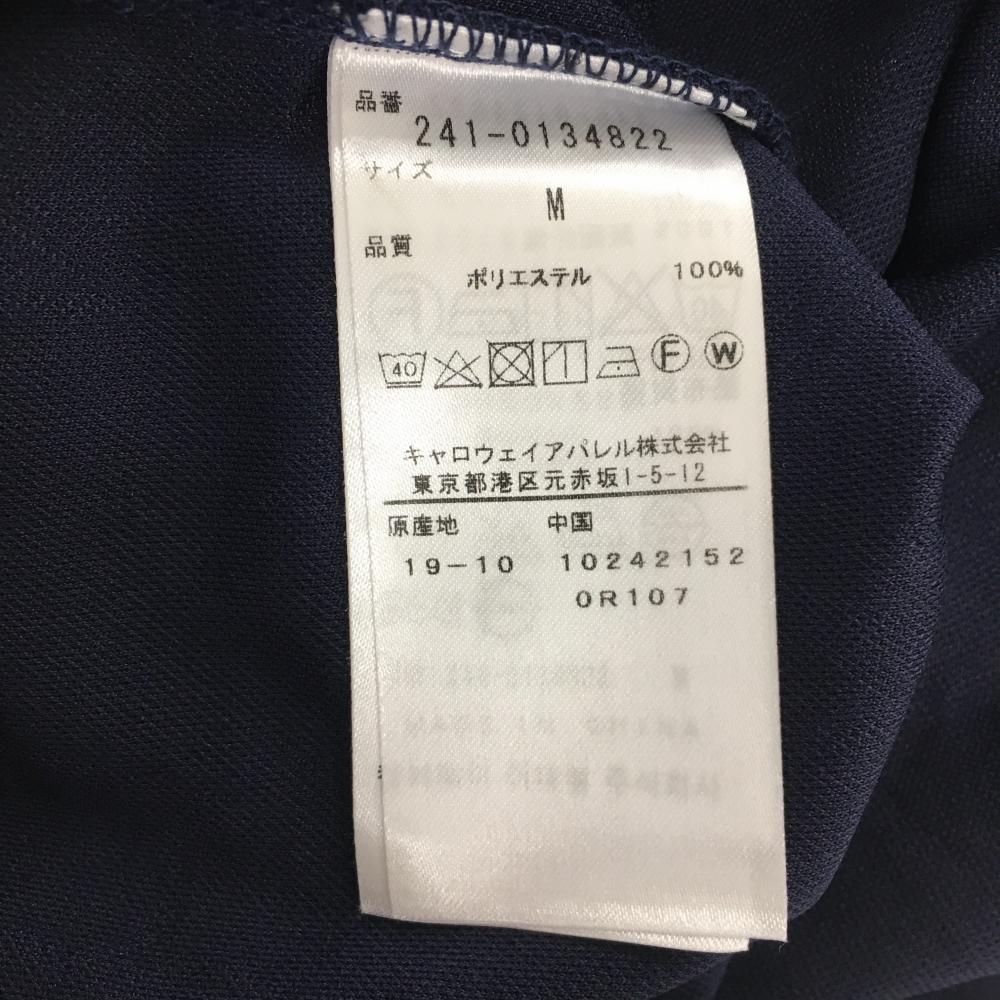 品番
241-0134822
サイズ
M
品質
ポリエステル 100%
40 F W
キャロウェイアパレル株式会社
東京都港区元赤坂1-5-12
原産地 中国
19-10 10242152
0R107